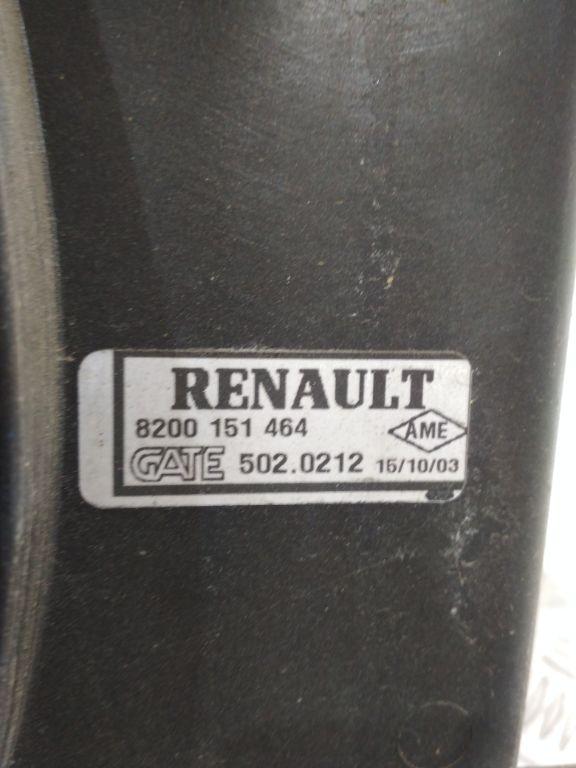 RENAULT
8200 151 464 AME
GATE 502.0212 15/10/03